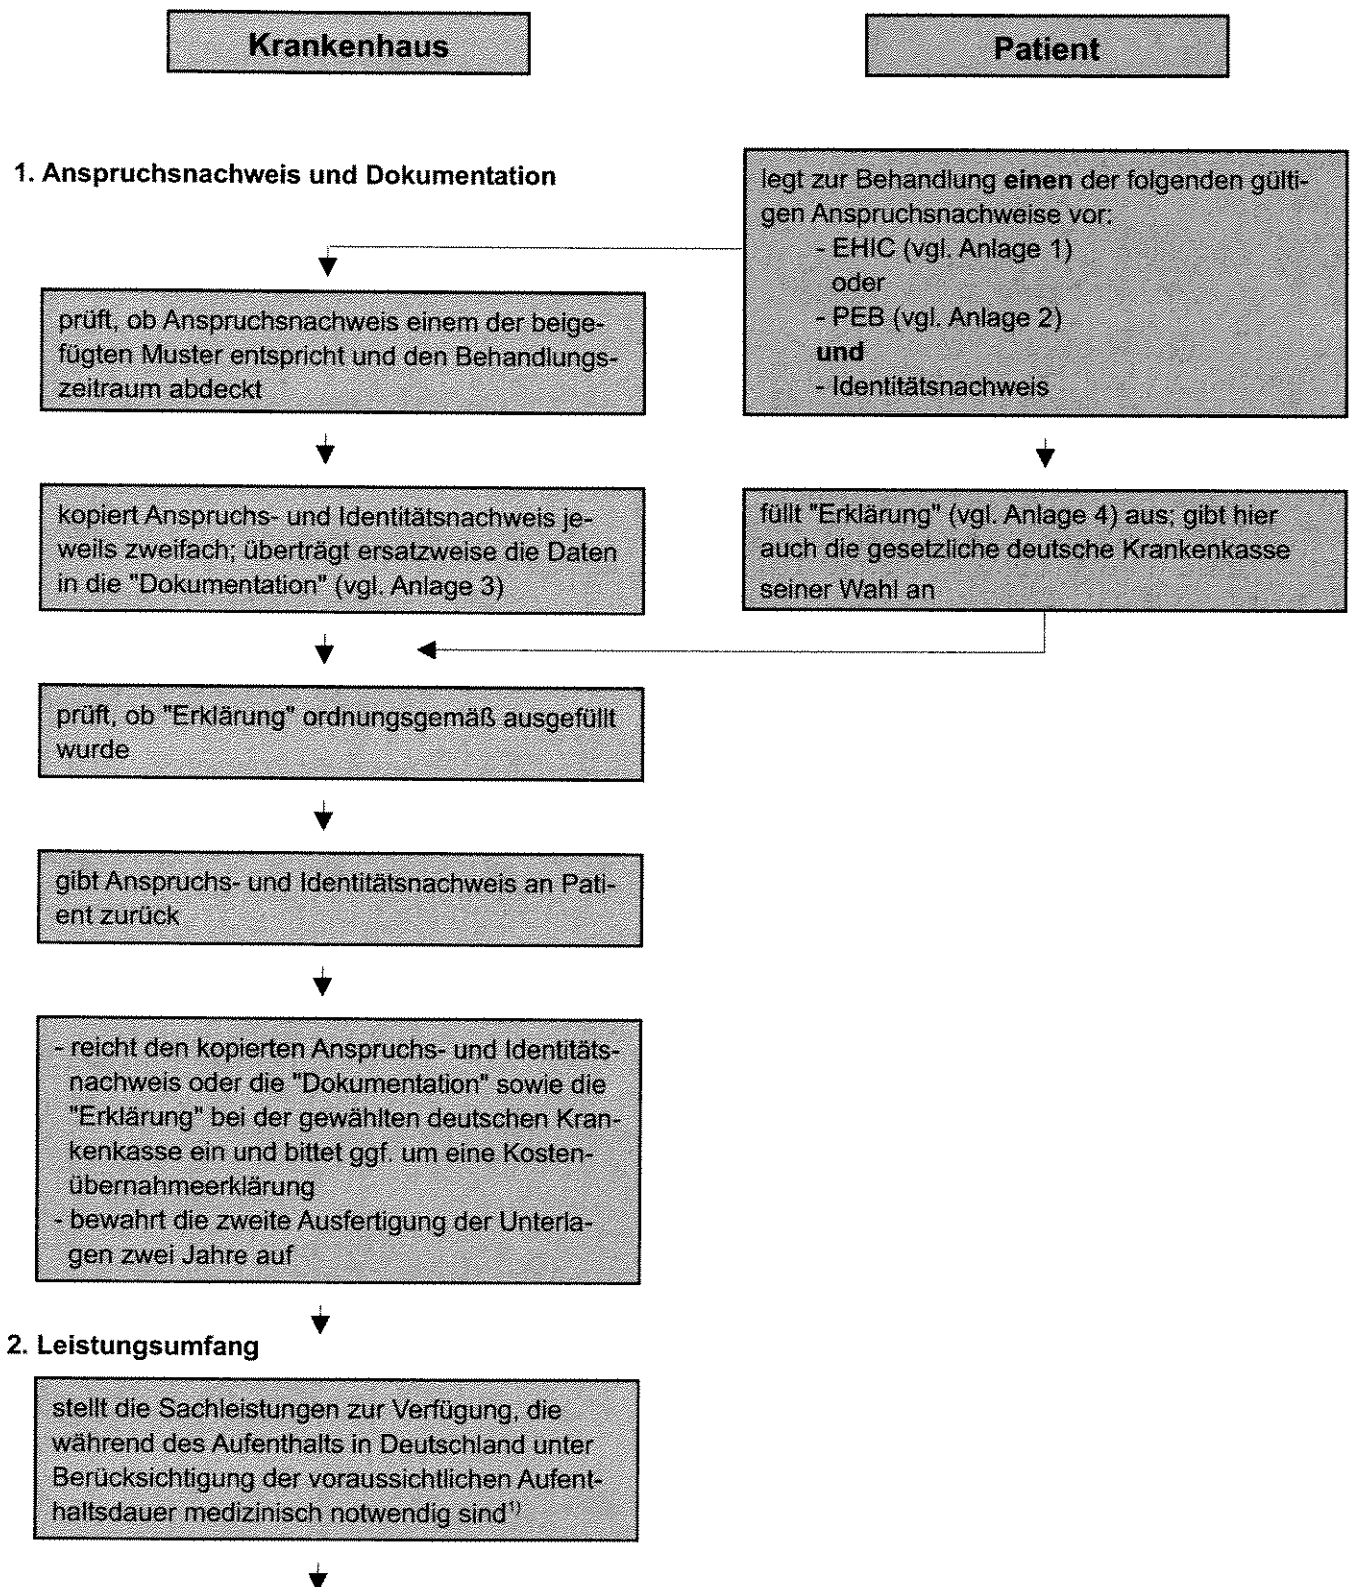 Krankenhaus
Patient
1. Anspruchsnachweis und Dokumentation
legt zur Behandlung einen der folgenden gülti-
gen Anspruchsnachweise vor:
- EHIC (vgl. Anlage 1)
oder
- PEB (vgl. Anlage 2)
und
- Identitätsnachweis
prüft, ob Anspruchsnachweis einem der beige-
fügten Muster entspricht und den Behandlungs-
zeitraum abdeckt
kopiert Anspruchs- und Identitätsnachweis je-
weils zweifach; überträgt ersatzweise die Daten
in die "Dokumentation" (vgl. Anlage 3)
füllt "Erklärung" (vgl. Anlage 4) aus; gibt hier
auch die gesetzliche deutsche Krankenkasse
seiner Wahl an
prüft, ob "Erklärung" ordnungsgemäß ausgefüllt
wurde
gibt Anspruchs- und Identitätsnachweis an Pati-
ent zurück
- reicht den kopierten Anspruchs- und Identitäts-
nachweis oder die "Dokumentation" sowie die
"Erklärung" bei der gewählten deutschen Kran-
kenkasse ein und bittet ggf. um eine Kosten-
übernahmeerklärung
- bewahrt die zweite Ausfertigung der Unterla-
gen zwei Jahre auf
2. Leistungsumfang
stellt die Sachleistungen zur Verfügung, die
während des Aufenthalts in Deutschland unter
Berücksichtigung der voraussichtlichen Aufent-
haltsdauer medizinisch notwendig sind¹⁾